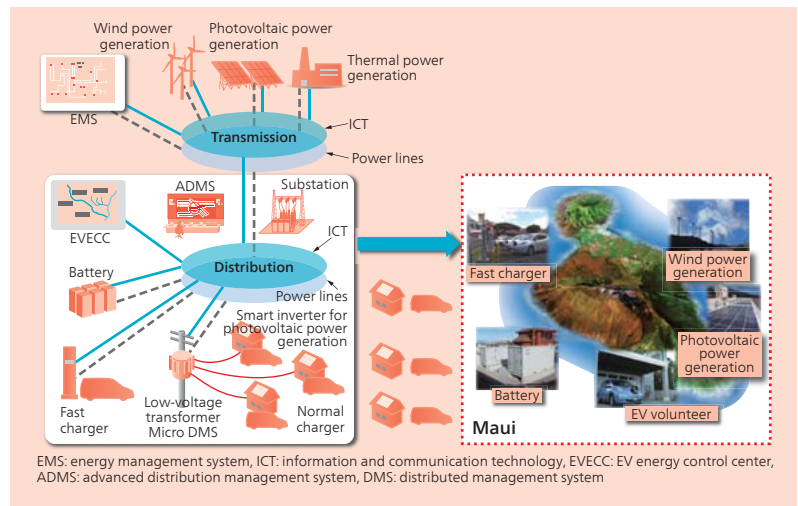 Wind power
generation
Photovoltaic power
generation
Thermal power
generation
EMS
ICT
Transmission
Power lines
ADMS
Substation
EVECC
ICT
Distribution
Battery
Power lines
Smart inverter for
photovoltaic power
generation
Fast
charger
Low-voltage
transformer
Micro DMS
Normal
charger
Fast charger
Wind power
generation
Photovoltaic
power
generation
Battery
EV volunteer
Maui
EMS: energy management system, ICT: information and communication technology, EVECC: EV energy control center,
ADMS: advanced distribution management system, DMS: distributed management system